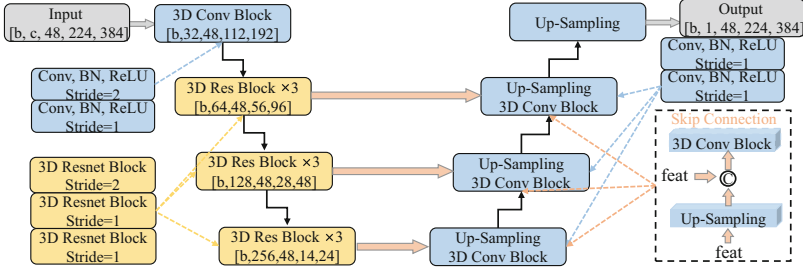 Input
[b, c, 48, 224, 384]
3D Conv Block
[b,32,48,112,192]
Up-Sampling
Output
[b, 1, 48, 224, 384]
Conv, BN, ReLU
Stride=2
Conv, BN, ReLU
Stride=1
3D Res Block ×3
[b,64,48,56,96]
Up-Sampling
3D Conv Block
Conv, BN, ReLU
Stride=1
Conv, BN, ReLU
Stride=1
3D Resnet Block
Stride=2
3D Resnet Block
Stride=1
3D Resnet Block
Stride=1
3D Res Block ×3
[b,128,48,28,48]
Up-Sampling
3D Conv Block
3D Res Block ×3
[b,256,48,14,24]
Up-Sampling
3D Conv Block
Skip Connection
3D Conv Block
feat
C
Up-Sampling
feat